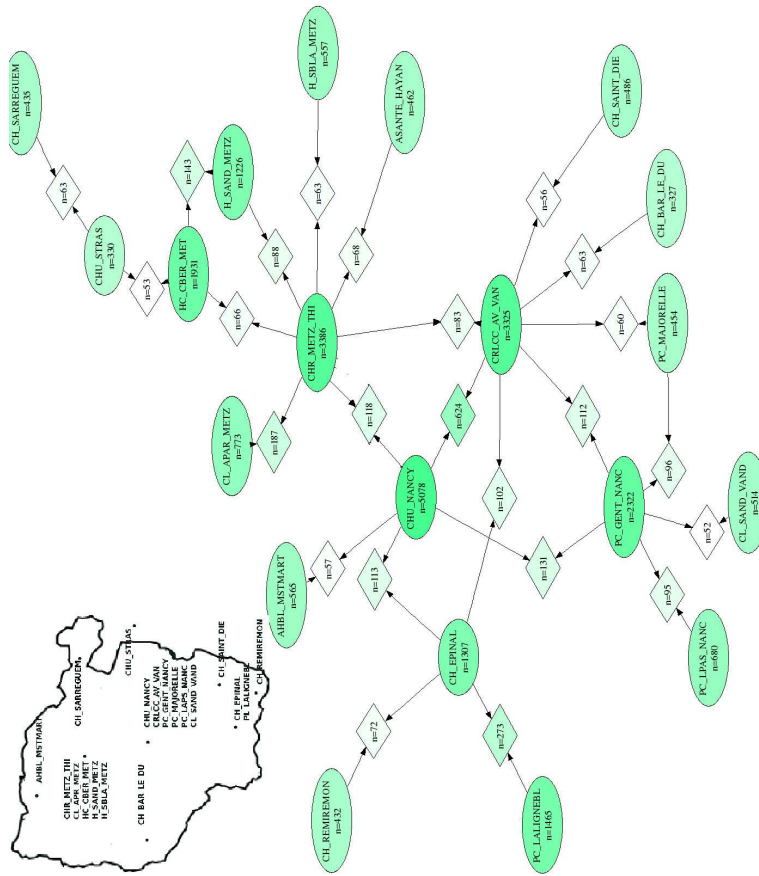 CH_SARREGUEM
n=435
n=63
CHU_STRAS
n=330
n=53
n=143
HC_CBER_MET
n=1931
H_SAND_METZ
n=1226
H_SBLA_METZ
n=557
ASANTE_HAYAN
n=462
n=66
n=88
n=63
n=68
CHR_METZ_THI
n=3386
CL_APAR_METZ
n=773
n=187
n=118
n=83
CRLCC_AV_VAN
n=3325
n=56
CH_SAINT_DIE
n=486
n=63
CH_BAR_LE_DU
n=327
n=60
PC_MAJORELLE
n=454
n=624
n=112
n=102
CHU_NANCY
n=5078
n=96
PC_GENT_NANC
n=2322
n=52
CL_SAND_VAND
n=514
AHBL_MSTMART
n=565
n=57
n=113
n=131
n=95
PC_LPAS_NANC
n=680
CH_EPINAL
n=1307
n=72
n=273
CH_REMIREMON
n=432
PC_LALIGNEBL
n=1465
AHBL_MSTMART
CH_SARREGUEM
CHR_METZ_THI
CL_APR_METZ
HC_CBER_MET
H_SAND_METZ
H_SBLA_METZ
CHU_STRAS
CH_BAR LE DU
CHU_NANCY
CRLCC_AV_VAN
PC_GENT_NANCY
PC_MAJORELLE
PC_LAPS_NANC
CL_SAND_VAND
CH_SAINT_DIE
CH_EPINAL
PL_LALIGNEBL
CH_REMIREMON